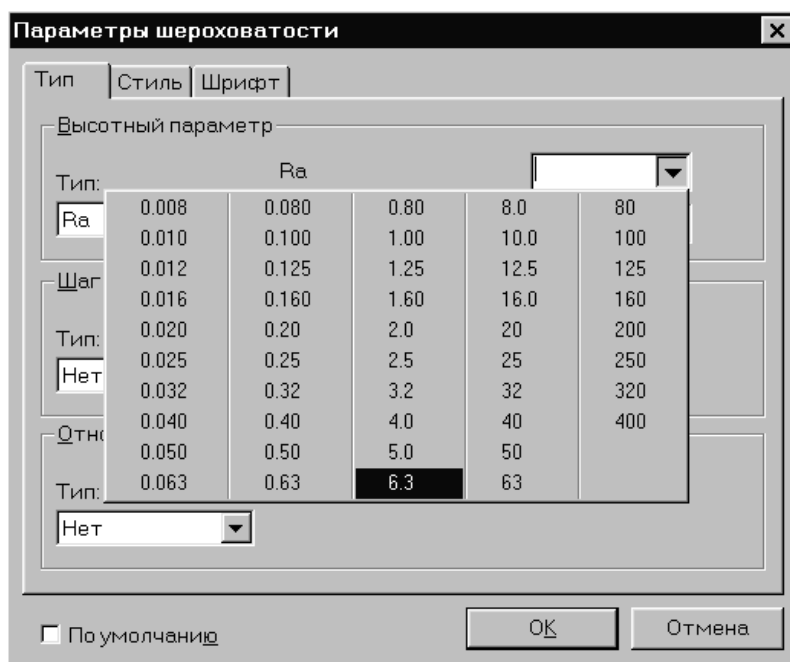 Параметры шероховатости
Тип Стиль Шрифт
Высотный параметр
Ra
Тип:
Ra
0.008 0.080 0.80 8.0 80
0.010 0.100 1.00 10.0 100
Шаг
0.012 0.125 1.25 12.5 125
0.016 0.160 1.60 16.0 160
Тип:
0.020 0.20 2.0 20 200
0.025 0.25 2.5 25 250
Нет
0.032 0.32 3.2 32 320
0.040 0.40 4.0 40 400
Отно
0.050 0.50 5.0 50
0.063 0.63 6.3 63
Тип:
Нет
По умолчанию OK Отмена